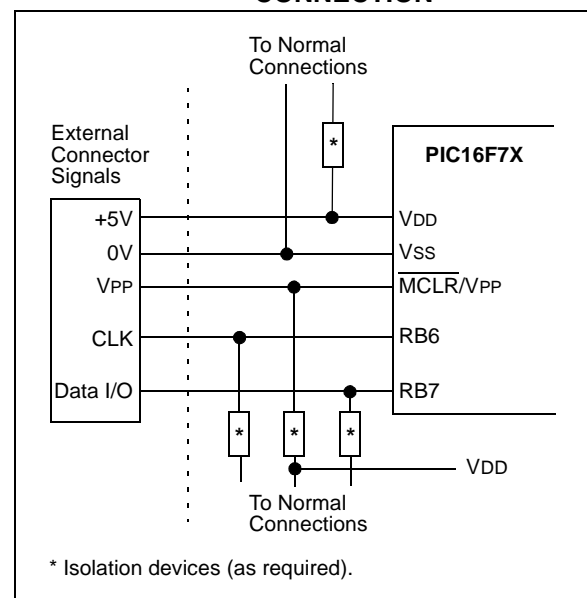 CONNECTION
To Normal
Connections
External
Connector
Signals
*
PIC16F7X
+5V
VDD
0V
VSS
VPP
MCLR/VPP
CLK
RB6
Data I/O
RB7
*
*
*
VDD
To Normal
Connections
* Isolation devices (as required).